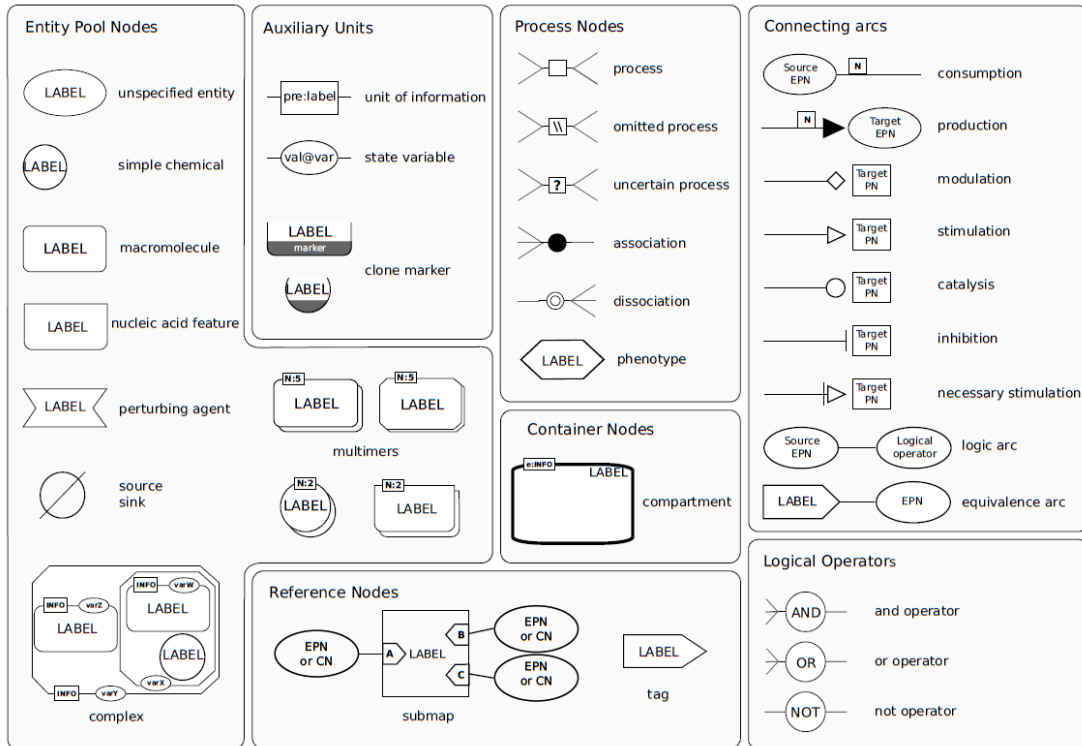 Entity Pool Nodes
LABEL
unspecified entity
LABEL
simple chemical
LABEL
macromolecule
LABEL
nucleic acid feature
LABEL
perturbing agent
source
sink
INFO
varZ
LABEL
INFO
varW
LABEL
LABEL
varX
INFO
varY
complex
Auxiliary Units
pre:label
unit of information
val@var
state variable
LABEL
marker
clone marker
LABEL
N:5
LABEL
N:5
LABEL
multimers
N:2
LABEL
N:2
LABEL
Process Nodes
process
\\
omitted process
?
uncertain process
association
dissociation
LABEL
phenotype
Container Nodes
e:INFO
LABEL
compartment
Reference Nodes
EPN
or CN
A
LABEL
B
C
EPN
or CN
EPN
or CN
submap
LABEL
tag
Connecting arcs
Source
EPN
N
consumption
N
Target
EPN
production
Target
PN
modulation
Target
PN
stimulation
Target
PN
catalysis
Target
PN
inhibition
Target
PN
necessary stimulation
Source
EPN
Logical
operator
logic arc
LABEL
EPN
equivalence arc
Logical Operators
AND
and operator
OR
or operator
NOT
not operator